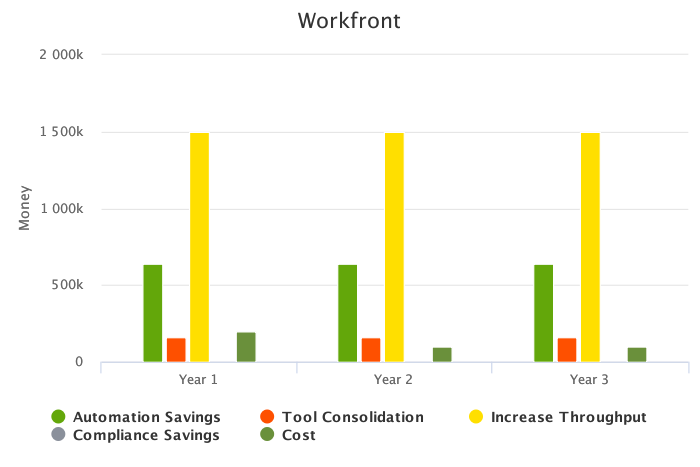 Workfront
2 000k
1 500k
1 000k
500k
0
Money
Year 1
Year 2
Year 3
Automation Savings
Tool Consolidation
Increase Throughput
Compliance Savings
Cost